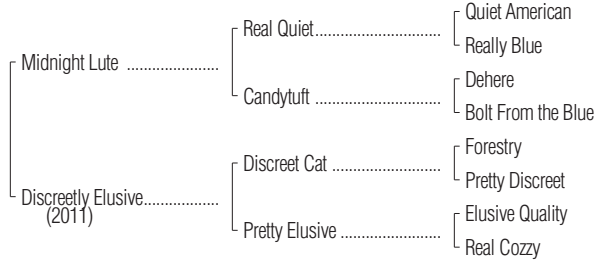 Quiet American
Real Quiet
Really Blue
Midnight Lute
Dehere
Candytuft
Bolt From the Blue
Forestry
Discreet Cat
Pretty Discreet
Discreetly Elusive
(2011)
Elusive Quality
Pretty Elusive
Real Cozzy